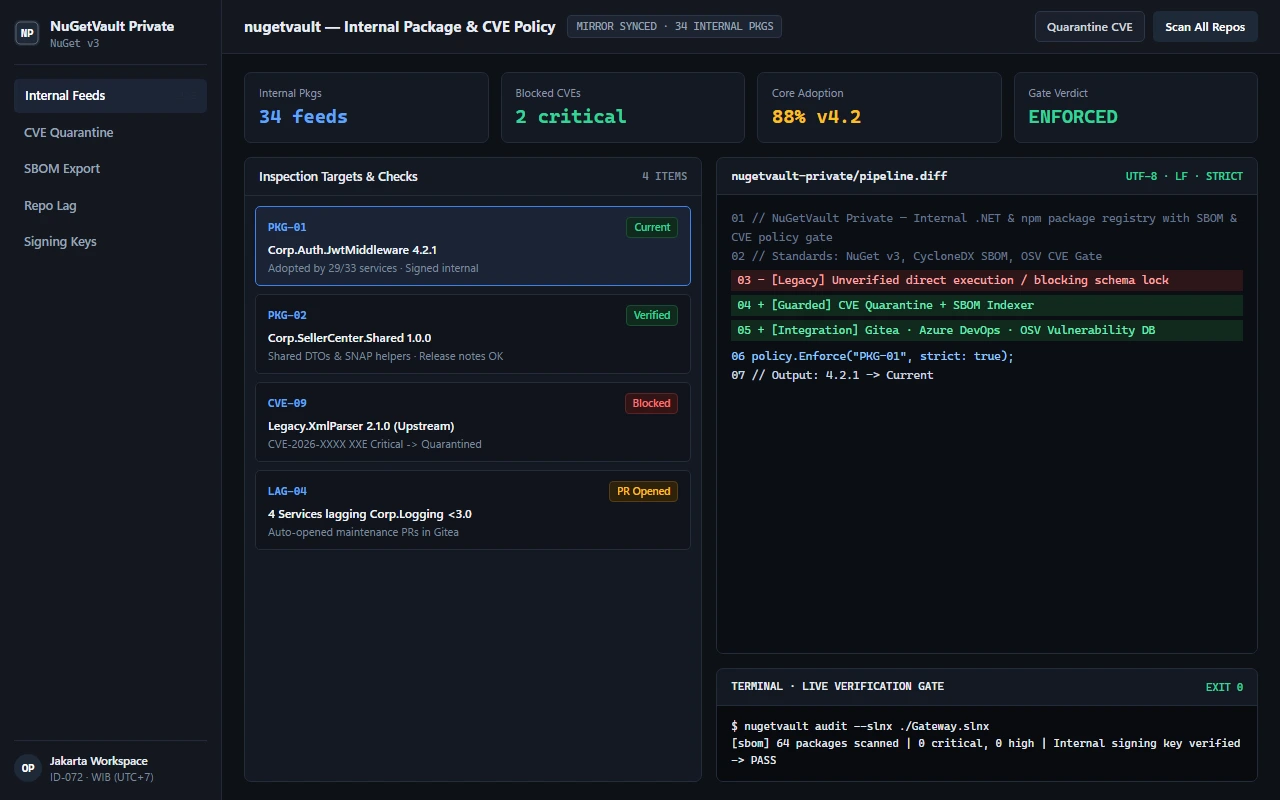 NP
NuGetVault Private
NuGet v3
Internal Feeds
CVE Quarantine
SBOM Export
Repo Lag
Signing Keys
OP
Jakarta Workspace
ID-072 · WIB (UTC+7)
nugetvault — Internal Package & CVE Policy
MIRROR SYNCED · 34 INTERNAL PKGS
Quarantine CVE
Scan All Repos
Internal Pkgs
34 feeds
Blocked CVEs
2 critical
Core Adoption
88% v4.2
Gate Verdict
ENFORCED
Inspection Targets & Checks
4 ITEMS
PKG-01
Current
Corp.Auth.JwtMiddleware 4.2.1
Adopted by 29/33 services · Signed internal
PKG-02
Verified
Corp.SellerCenter.Shared 1.0.0
Shared DTOs & SNAP helpers · Release notes OK
CVE-09
Blocked
Legacy.XmlParser 2.1.0 (Upstream)
CVE-2026-XXXX XXE Critical -> Quarantined
LAG-04
PR Opened
4 Services lagging Corp.Logging <3.0
Auto-opened maintenance PRs in Gitea
nugetvault-private/pipeline.diff
UTF-8 · LF · STRICT
01 // NuGetVault Private — Internal .NET & npm package registry with SBOM &
CVE policy gate
02 // Standards: NuGet v3, CycloneDX SBOM, OSV CVE Gate
03 - [Legacy] Unverified direct execution / blocking schema lock
04 + [Guarded] CVE Quarantine + SBOM Indexer
05 + [Integration] Gitea · Azure DevOps · OSV Vulnerability DB
06 policy.Enforce("PKG-01", strict: true);
07 // Output: 4.2.1 -> Current
TERMINAL · LIVE VERIFICATION GATE
EXIT 0
$ nugetvault audit --slnx ./Gateway.slnx
[sbom] 64 packages scanned | 0 critical, 0 high | Internal signing key verified
-> PASS